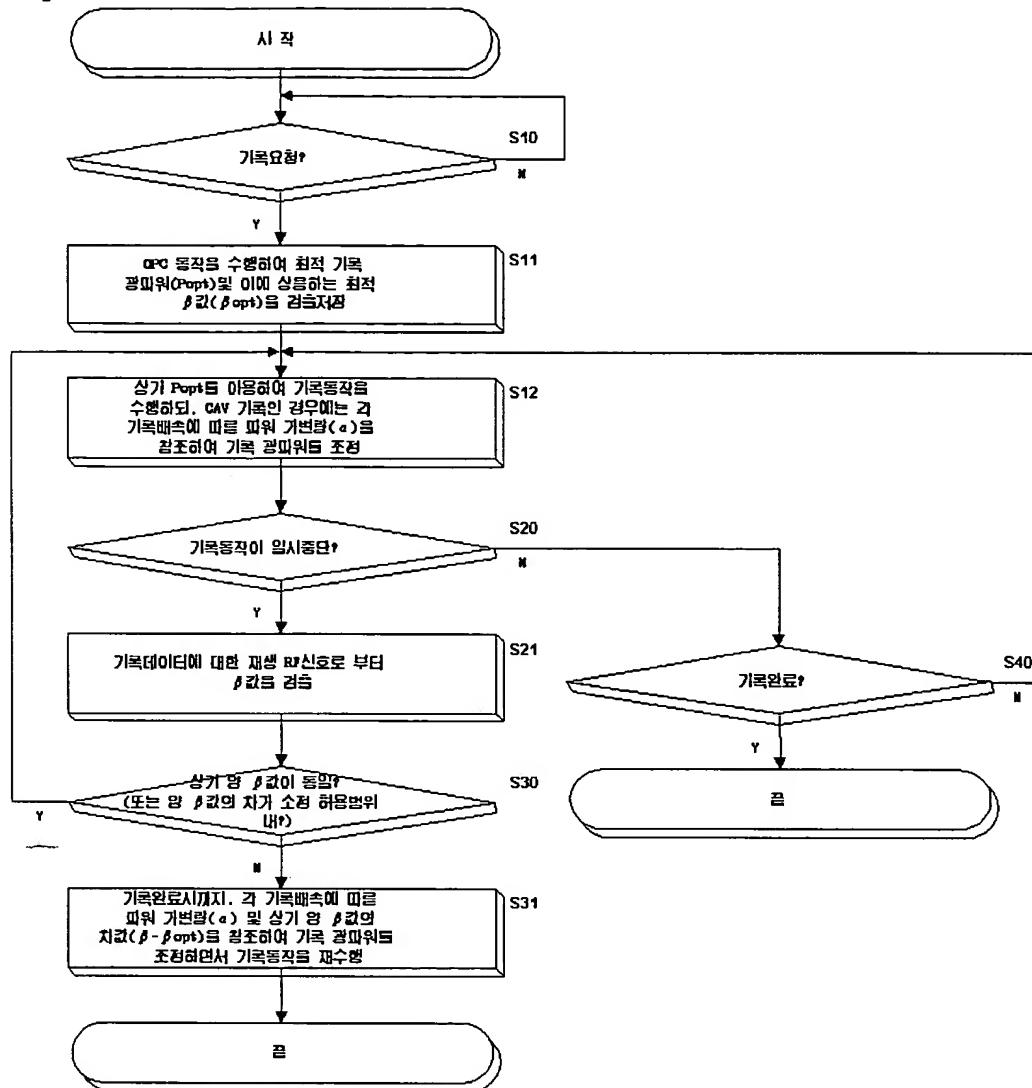 시 작
S10
기록요청?
N
Y
S11
OPC 동작을 수행하여 최적 기록
광파워(Popt)및 이에 상응하는 최적
β값(βopt)을 검출저장
S12
상기 Popt를 이용하여 기록동작을
수행하되, CAV 기록인 경우에는 각
기록배속에 따른 파워 가변량(α)을
참조하여 기록 광파워를 조정
S20
기록동작이 일시중단?
N
Y
S21
기록데이터에 대한 재생 RF신호로 부터
β값을 검출
S40
기록완료?
N
Y
상기 양 β값이 동일?
(또는 양 β값의 차가 소정 허용범위
내?)
S30
Y
끝
N
S31
기록완료시까지, 각 기록배속에 따른
파워 가변량(α) 및 상기 양 β값의
차값(β-βopt)을 참조하여 기록 광파워를
조정하면서 기록동작을 재수행
끝